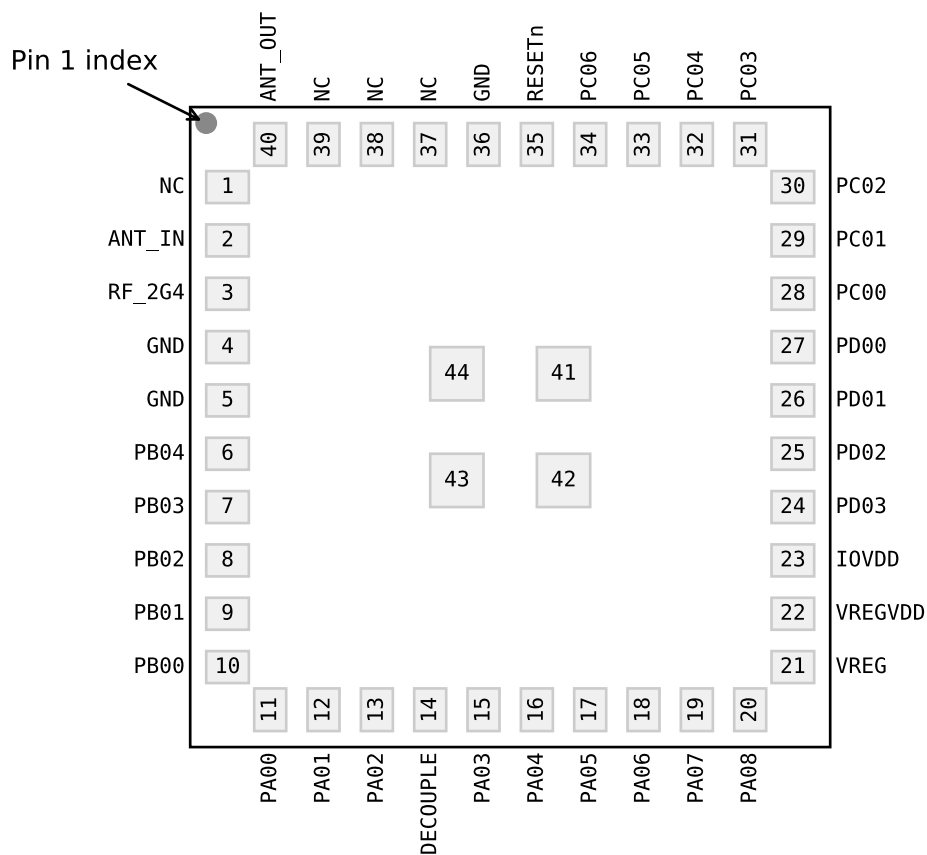 Pin 1 index
ANT_OUT
NC
NC
NC
GND
RESETn
PC06
PC05
PC04
PC03
40
39
38
37
36
35
34
33
32
31
NC 1 30 PC02
ANT_IN 2 29 PC01
RF_2G4 3 28 PC00
GND 4 27 PD00
44 41
GND 5 26 PD01
PB04 6 25 PD02
43 42
PB03 7 24 PD03
PB02 8 23 IOVDD
PB01 9 22 VREGVDD
PB00 10 21 VREG
11
12
13
14
15
16
17
18
19
20
PA00
PA01
PA02
DECOUPLE
PA03
PA04
PA05
PA06
PA07
PA08